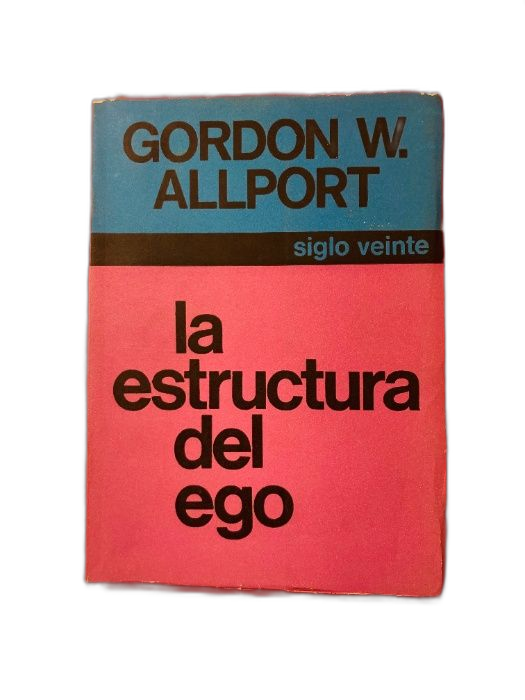 GORDON W.
ALLPORT
siglo veinte
la
estructura
del
ego